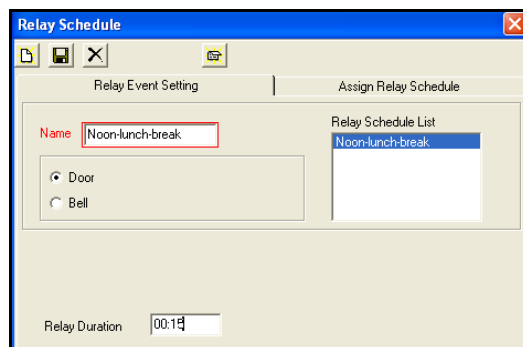 Relay Schedule
Relay Event Setting
Assign Relay Schedule
Name
Noon-lunch-break
Relay Schedule List
Noon-lunch-break
Door
Bell
Relay Duration
00:15